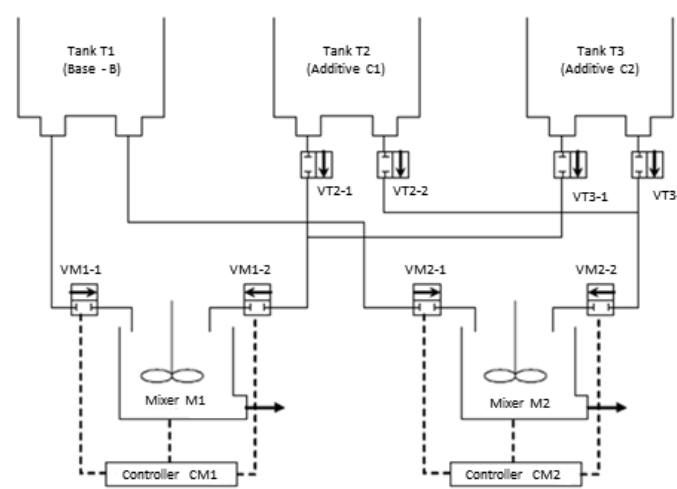 Tank T1
(Base - B)
Tank T2
(Additive C1)
Tank T3
(Additive C2)
VT2-1
VT2-2
VT3-1
VT3
VM1-1
VM1-2
VM2-1
VM2-2
Mixer M1
Mixer M2
Controller CM1
Controller CM2